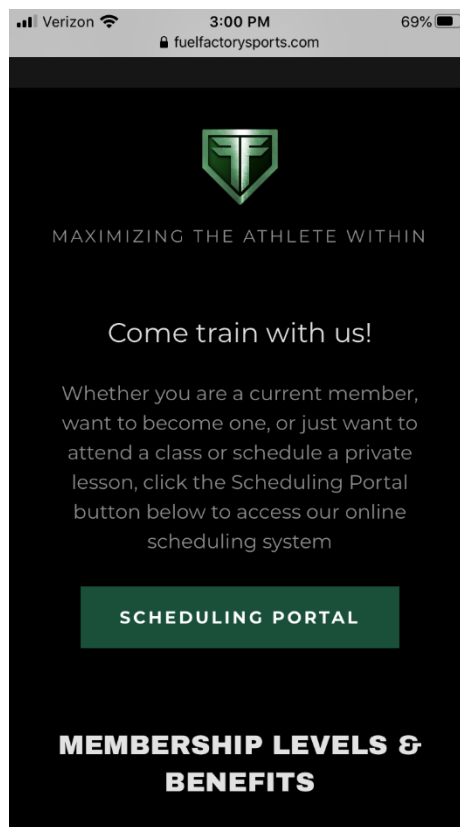 Verizon 3:00 PM 69%
fuelfactorysports.com
FF
MAXIMIZING THE ATHLETE WITHIN
Come train with us!
Whether you are a current member,
want to become one, or just want to
attend a class or schedule a private
lesson, click the Scheduling Portal
button below to access our online
scheduling system
SCHEDULING PORTAL
MEMBERSHIP LEVELS &
BENEFITS